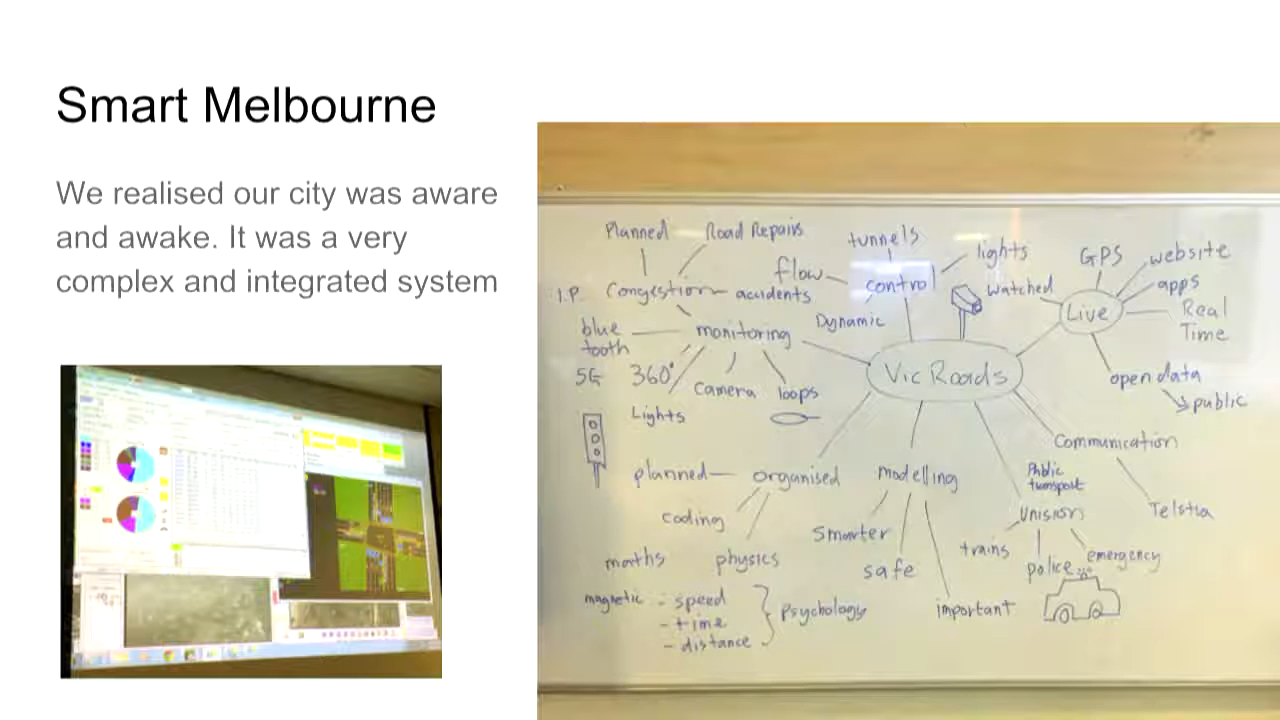 Smart Melbourne
We realised our city was aware
and awake. It was a very
complex and integrated system
Planned
Road Repairs
I.P.
Congestion
acidents
blue
tooth
monitoring
5G
360°
Camera
loops
Lights
tunnels
flow
control
lights
Dynamic
Watched
GPS
website
apps
Live
Real
Time
open data
public
Vic Roads
Communication
Telstra
Public
transport
Unision
trains
police
emergency
modelling
Smarter
safe
important
planned
organised
coding
maths
physics
magnetic
- speed
- time
- distance
Psychology